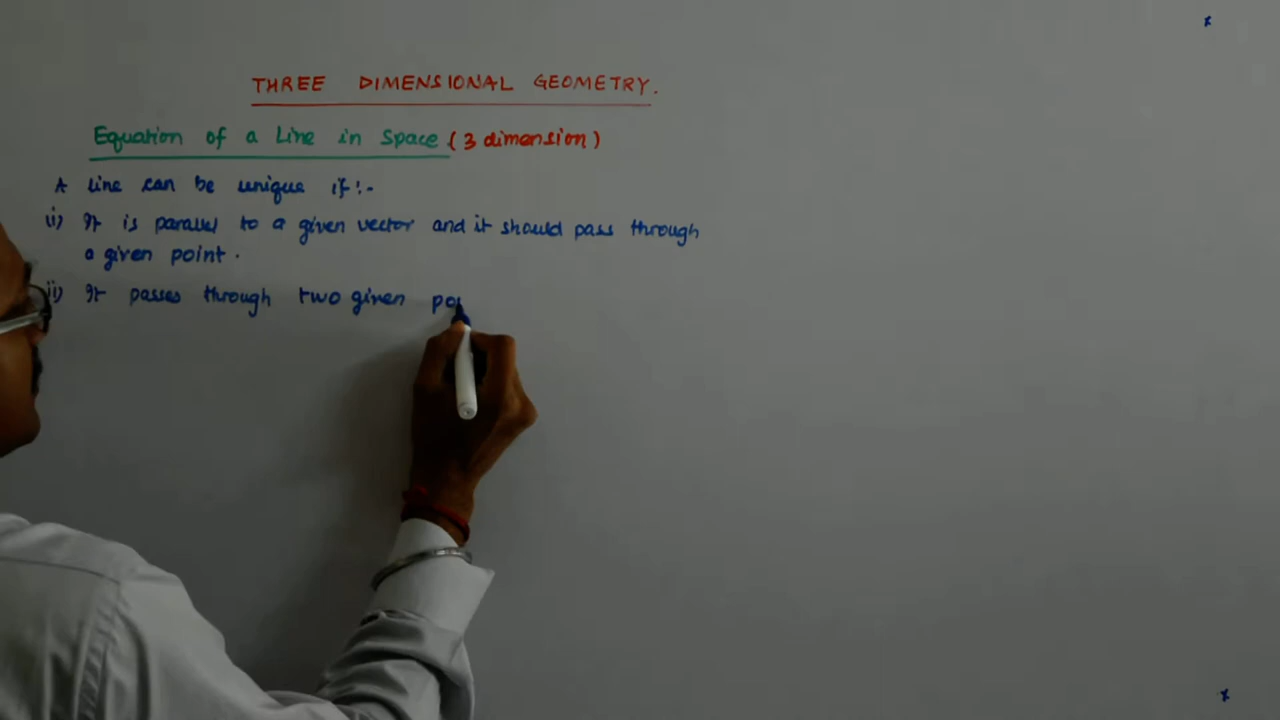 THREE DIMENSIONAL GEOMETRY.
Equation of a Line in Space (3 dimension)
A line can be unique if :-
(i) It is parallel to a given vector and it should pass through
a given point.
ii) It passes through two given po